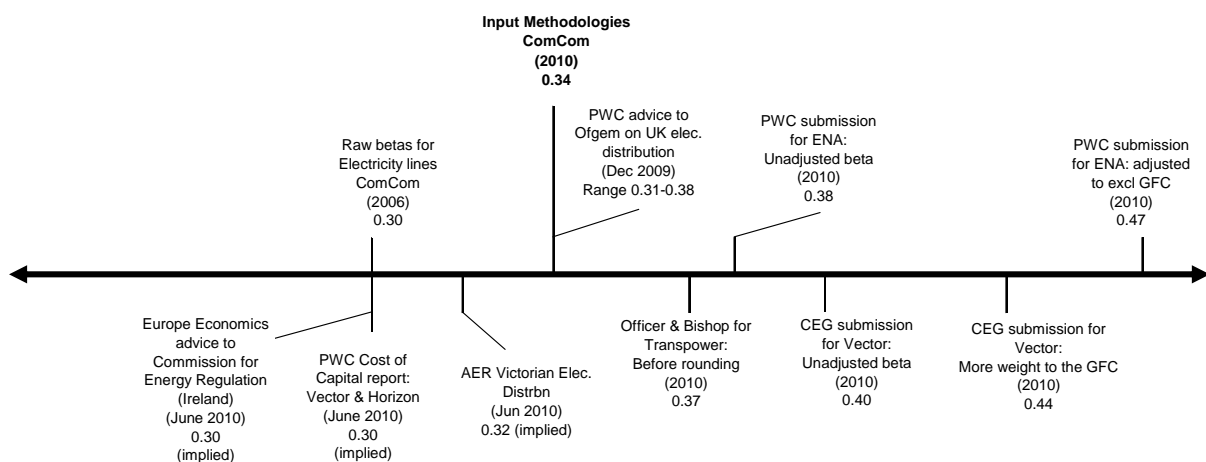 Input Methodologies
ComCom
(2010)
0.34
Raw betas for
Electricity lines
ComCom
(2006)
0.30
PWC advice to
Ofgem on UK elec.
distribution
(Dec 2009)
Range 0.31-0.38
PWC submission
for ENA:
Unadjusted beta
(2010)
0.38
PWC submission
for ENA: adjusted
to excl GFC
(2010)
0.47
Europe Economics
advice to
Commission for
Energy Regulation
(Ireland)
(June 2010)
0.30
(implied)
PWC Cost of
Capital report:
Vector & Horizon
(June 2010)
0.30
(implied)
AER Victorian Elec.
Distrbn
(Jun 2010)
0.32 (implied)
Officer & Bishop for
Transpower:
Before rounding
(2010)
0.37
CEG submission
for Vector:
Unadjusted beta
(2010)
0.40
CEG submission for
Vector:
More weight to the GFC
(2010)
0.44